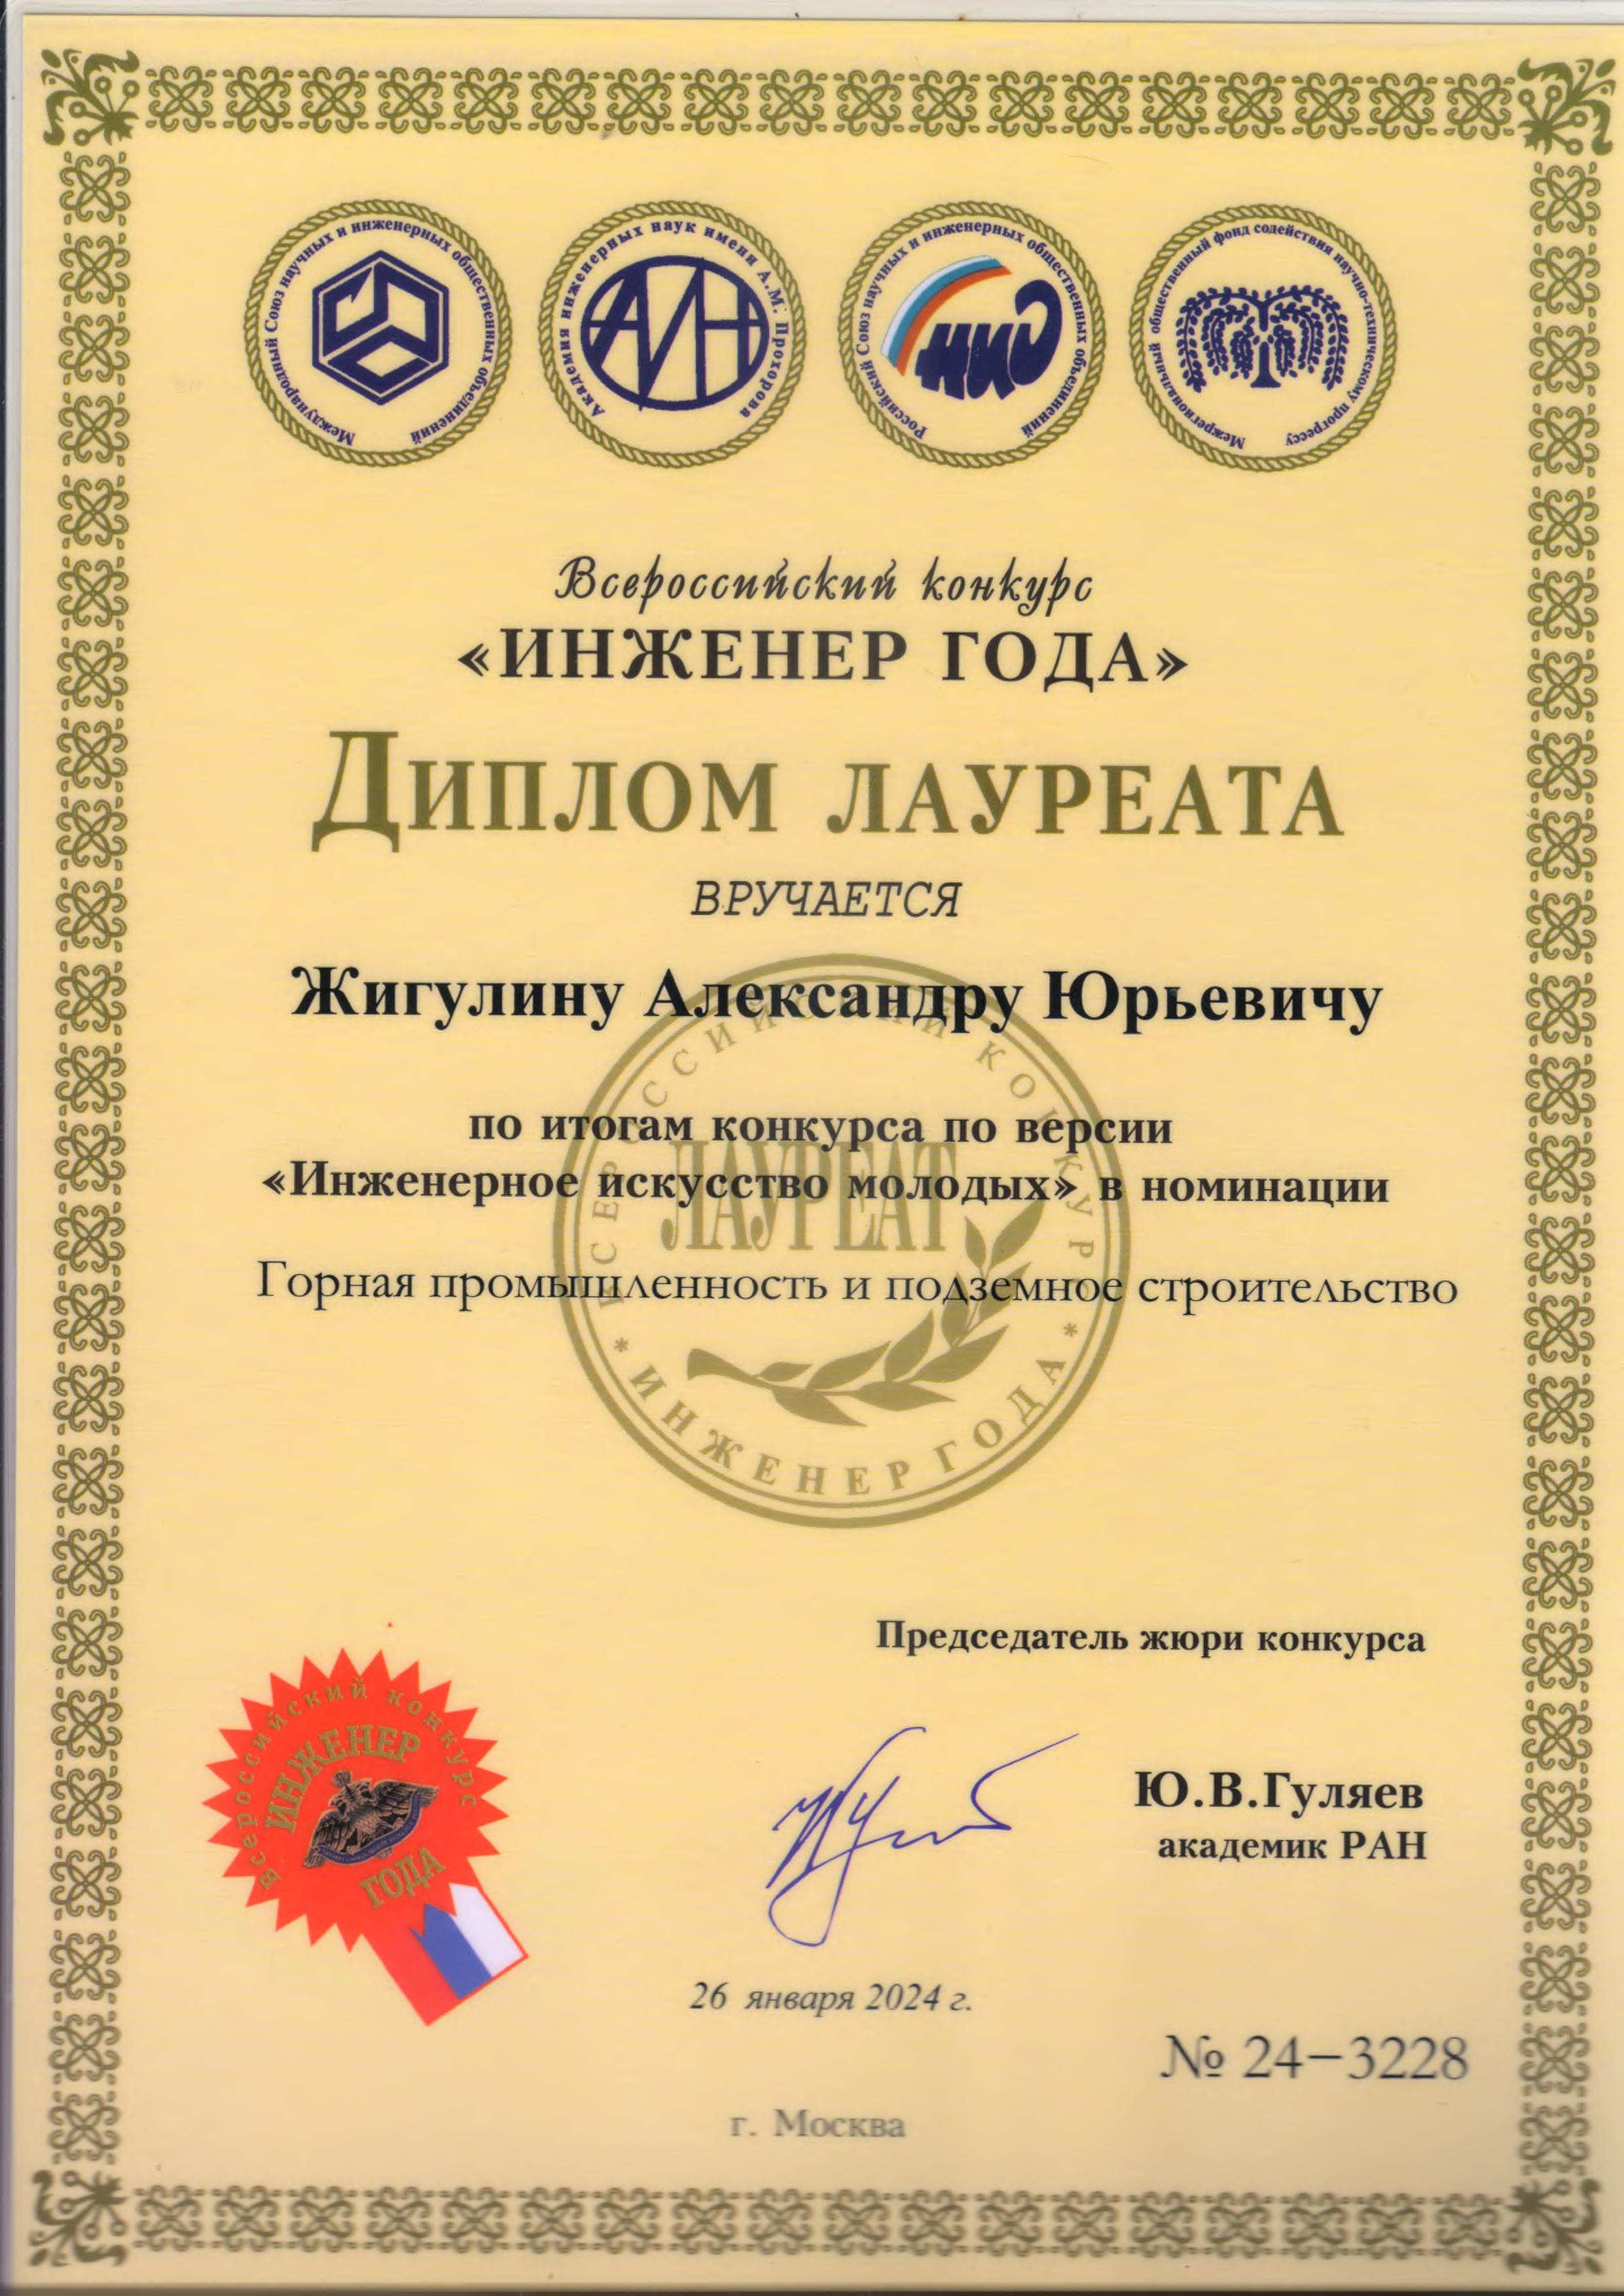 Международный Союз научных и инженерных общественных объединений
Академия инженерных наук имени А.М. Прохорова
АИН
Российский Союз научных и инженерных общественных объединений
НИО
Межрегиональный общественный фонд содействия научно-техническому прогрессу
Всероссийский конкурс
«ИНЖЕНЕР ГОДА»
ДИПЛОМ ЛАУРЕАТА
ВРУЧАЕТСЯ
Жигулину Александру Юрьевичу
по итогам конкурса по версии
«Инженерное искусство молодых» в номинации
Горная промышленность и подземное строительство
ВСЕРОССИЙСКИЙ КОНКУРС
ЛАУРЕАТ
* ИНЖЕНЕР ГОДА *
Председатель жюри конкурса
Ю.В.Гуляев
академик РАН
Всероссийский конкурс
ИНЖЕНЕР
ГОДА
26 января 2024 г.
№ 24–3228
г. Москва